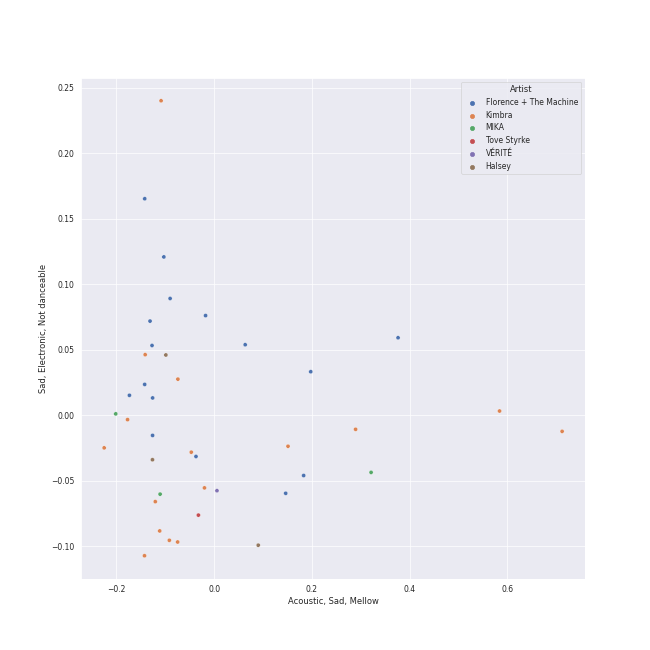 Artist
Florence + The Machine
Kimbra
MIKA
Tove Styrke
VÉRITÉ
Halsey
0.25
0.20
0.15
0.10
0.05
0.00
−0.05
−0.10
Sad, Electronic, Not danceable
−0.2 0.0 0.2 0.4 0.6
Acoustic, Sad, Mellow